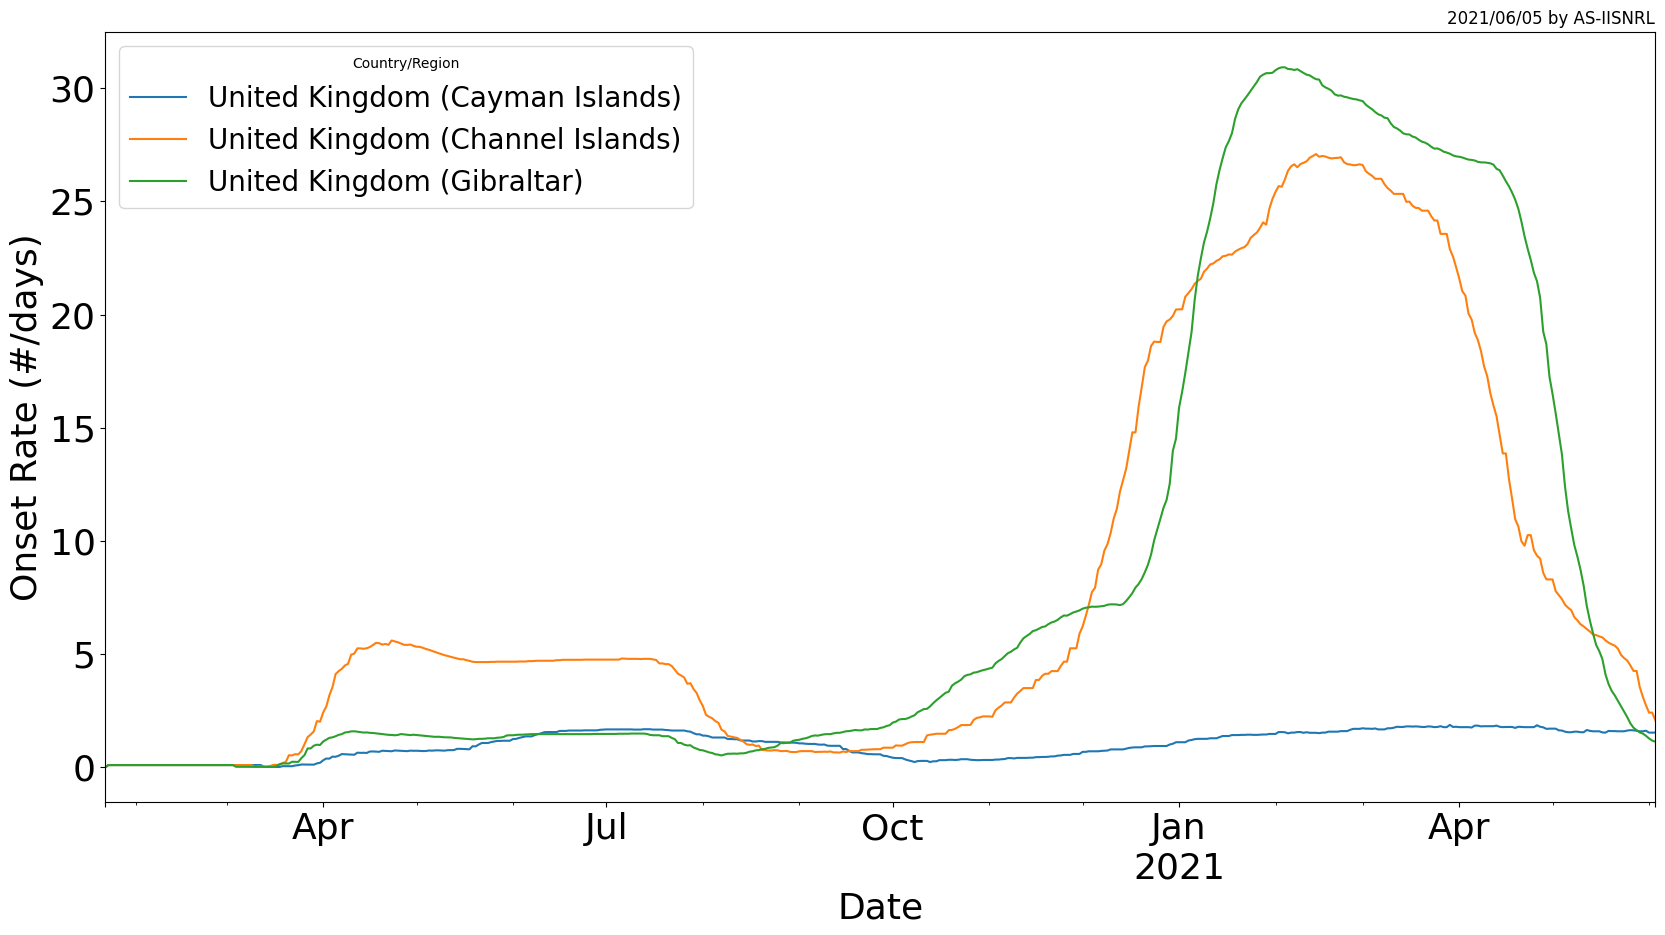 2021/06/05 by AS-IISNRL
Country/Region
United Kingdom (Cayman Islands)
United Kingdom (Channel Islands)
United Kingdom (Gibraltar)
Onset Rate (#/days)
30
25
20
15
10
5
0
Apr Jul Oct Jan Apr
2021
Date